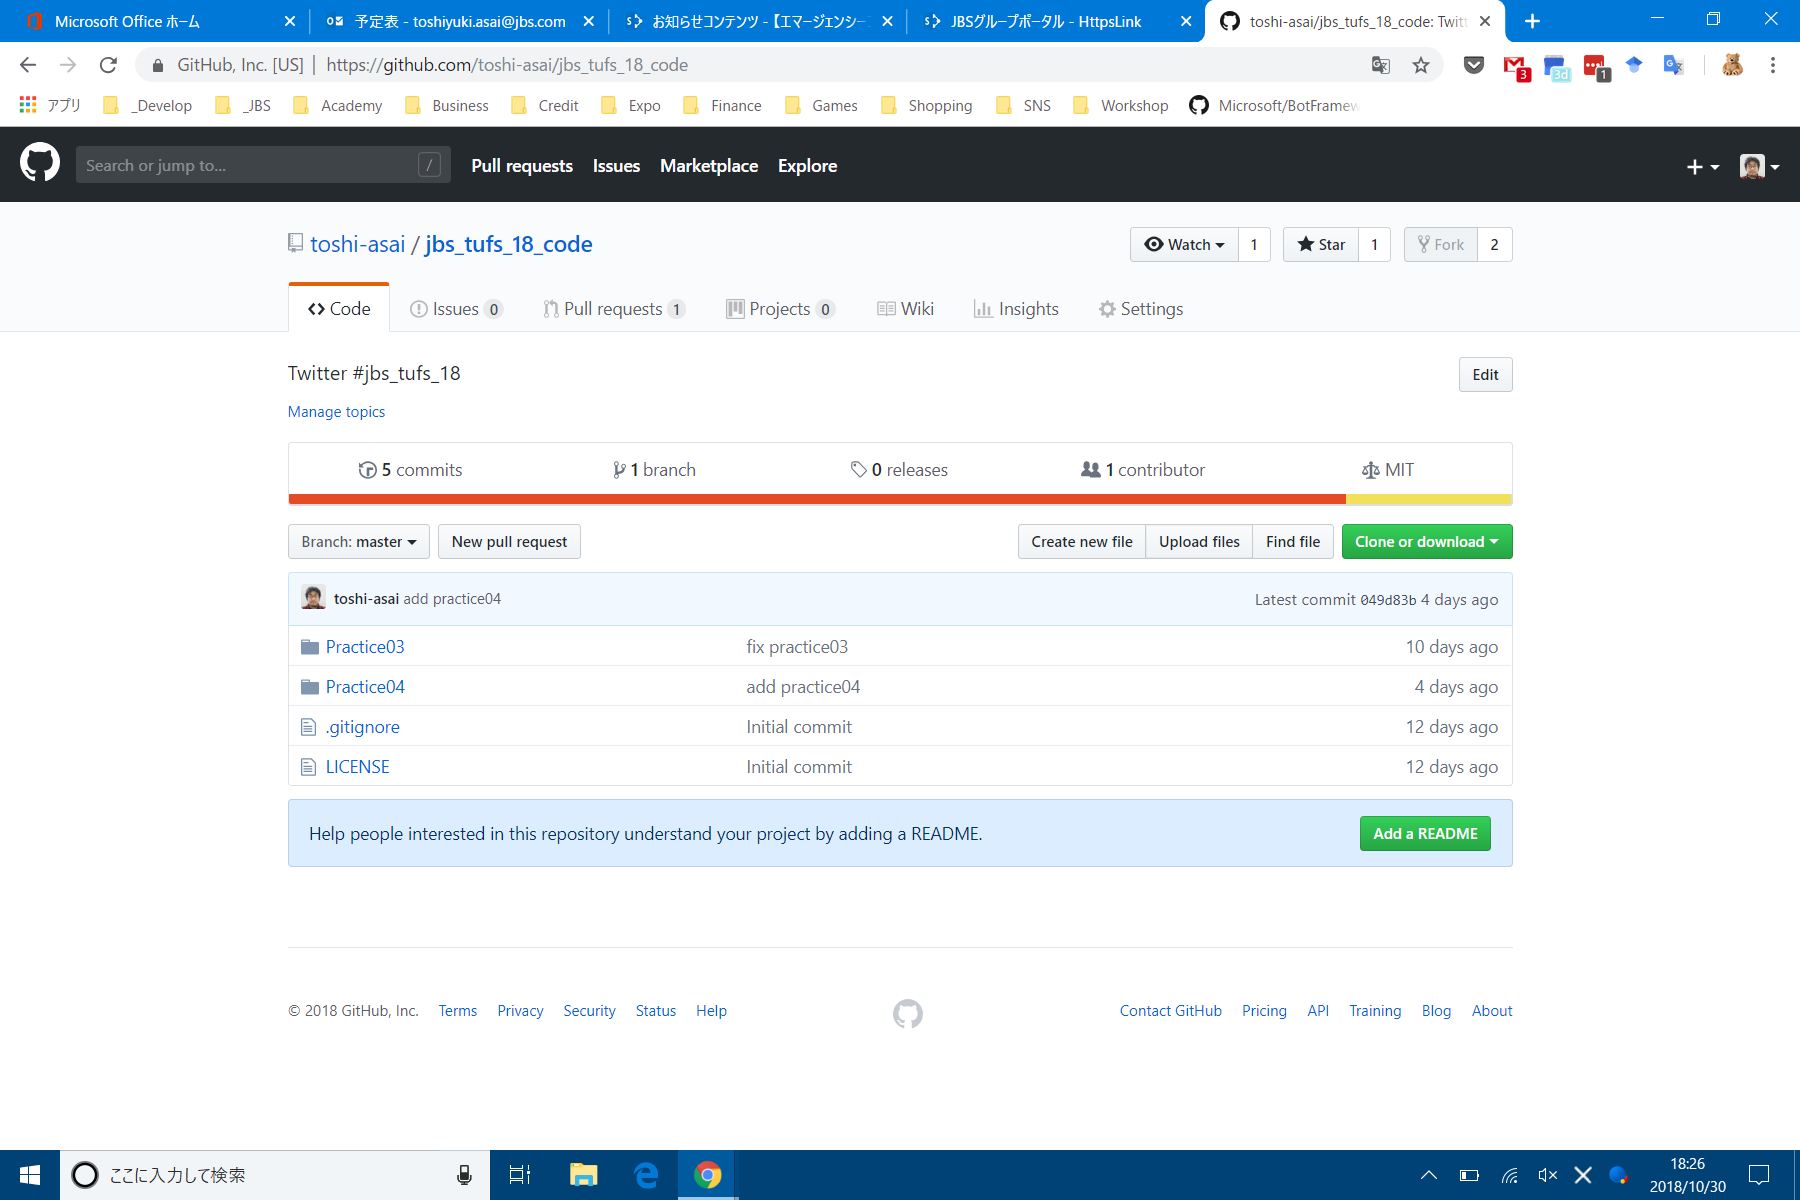 Microsoft Office ホーム
予定表 - toshiyuki.asai@jbs.com
お知らせコンテンツ - 【エマージェンシー
JBSグループポータル - HttpsLink
toshi-asai/jbs_tufs_18_code: Twitt
GitHub, Inc. [US] | https://github.com/toshi-asai/jbs_tufs_18_code
3
3d
1
アプリ _Develop _JBS Academy Business Credit Expo Finance Games Shopping SNS Workshop Microsoft/BotFramew
Search or jump to... /
Pull requests Issues Marketplace Explore
toshi-asai / jbs_tufs_18_code
Watch 1 Star 1 Fork 2
Code Issues 0 Pull requests 1 Projects 0 Wiki Insights Settings
Twitter #jbs_tufs_18
Edit
Manage topics
5 commits 1 branch 0 releases 1 contributor MIT
Branch: master New pull request Create new file Upload files Find file Clone or download
toshi-asai add practice04 Latest commit 049d83b 4 days ago
Practice03 fix practice03 10 days ago
Practice04 add practice04 4 days ago
.gitignore Initial commit 12 days ago
LICENSE Initial commit 12 days ago
Help people interested in this repository understand your project by adding a README. Add a README
© 2018 GitHub, Inc. Terms Privacy Security Status Help Contact GitHub Pricing API Training Blog About
ここに入力して検索
18:26
2018/10/30